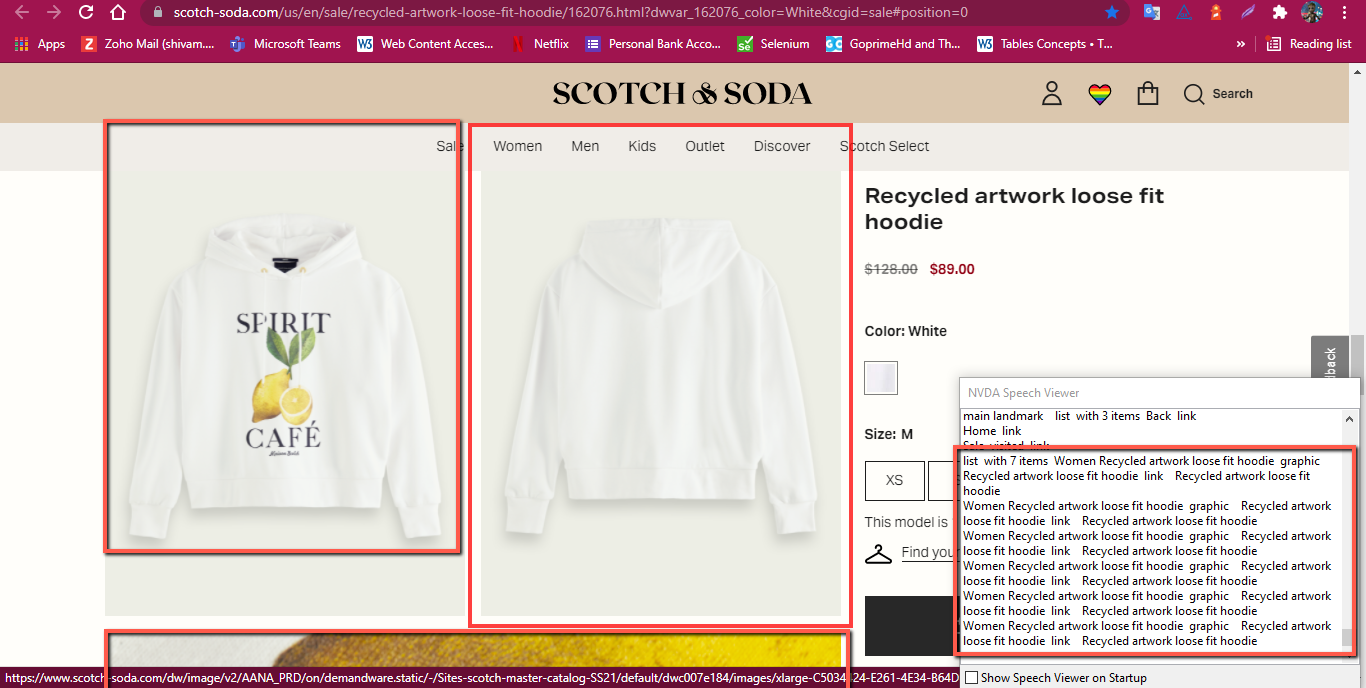 scotch-soda.com/us/en/sale/recycled-artwork-loose-fit-hoodie/162076.html?dwvar_162076_color=White&cgid=sale#position=0
Apps Zoho Mail (shivam.... Microsoft Teams Web Content Acces... Netflix Personal Bank Acco... Selenium GoprimeHd and Th... Tables Concepts • T... » Reading list
SCOTCH & SODA
Search
Sale Women Men Kids Outlet Discover Scotch Select
Recycled artwork loose fit
hoodie
$128.00 $89.00
Color: White
Size: M
XS
This model is
Find your
SPIRIT
CAFÉ
NVDA Speech Viewer
main landmark list with 3 items Back link
Home link
Sale visited link
list with 7 items Women Recycled artwork loose fit hoodie graphic
Recycled artwork loose fit hoodie link Recycled artwork loose fit
hoodie
Women Recycled artwork loose fit hoodie graphic Recycled artwork
loose fit hoodie link Recycled artwork loose fit hoodie
Women Recycled artwork loose fit hoodie graphic Recycled artwork
loose fit hoodie link Recycled artwork loose fit hoodie
Women Recycled artwork loose fit hoodie graphic Recycled artwork
loose fit hoodie link Recycled artwork loose fit hoodie
Women Recycled artwork loose fit hoodie graphic Recycled artwork
loose fit hoodie link Recycled artwork loose fit hoodie
Women Recycled artwork loose fit hoodie graphic Recycled artwork
loose fit hoodie link Recycled artwork loose fit hoodie
Show Speech Viewer on Startup
https://www.scotch-soda.com/dw/image/v2/AANA_PRD/on/demandware.static/-/Sites-scotch-master-catalog-SS21/default/dwc007e184/images/xlarge-C5034424-E261-4E34-B64D